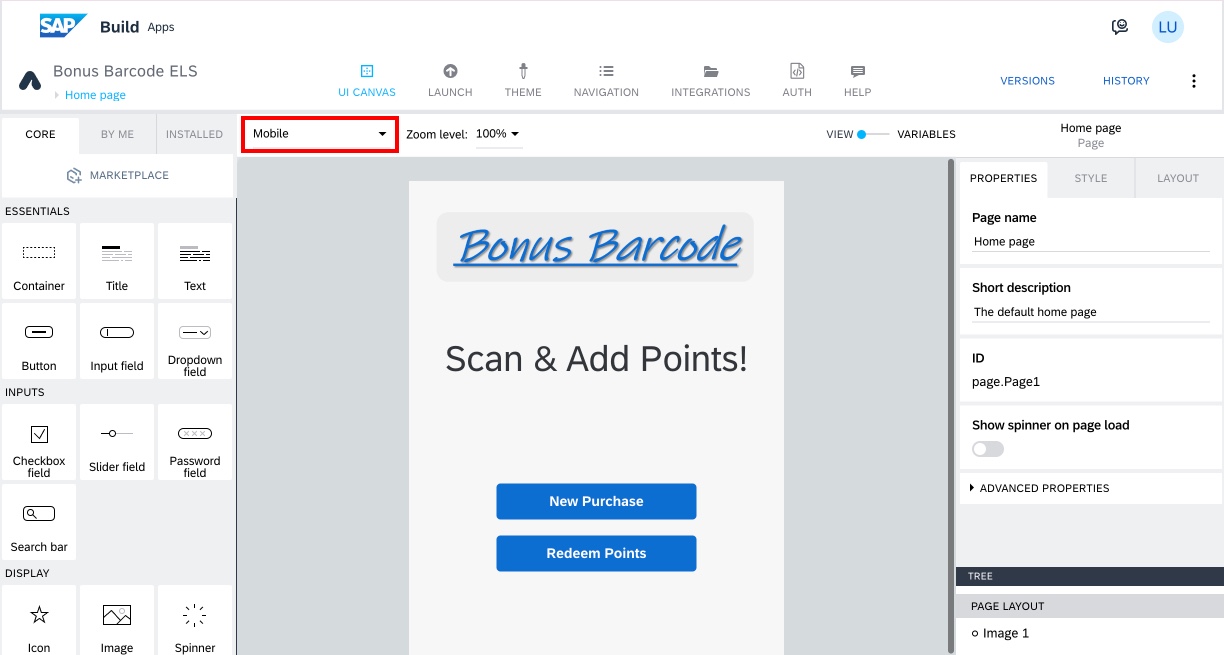 SAP Build Apps
LU
Bonus Barcode ELS
Home page
UI CANVAS
LAUNCH
THEME
NAVIGATION
INTEGRATIONS
AUTH
HELP
VERSIONS
HISTORY
CORE
BY ME
INSTALLED
Mobile
Zoom level: 100%
VIEW
VARIABLES
Home page
Page
MARKETPLACE
ESSENTIALS
Container
Title
Text
Button
Input field
Dropdown
field
INPUTS
Checkbox
field
Slider field
Password
field
Search bar
DISPLAY
Icon
Image
Spinner
Bonus Barcode
Scan & Add Points!
New Purchase
Redeem Points
PROPERTIES
STYLE
LAYOUT
Page name
Home page
Short description
The default home page
ID
page.Page1
Show spinner on page load
ADVANCED PROPERTIES
TREE
PAGE LAYOUT
Image 1